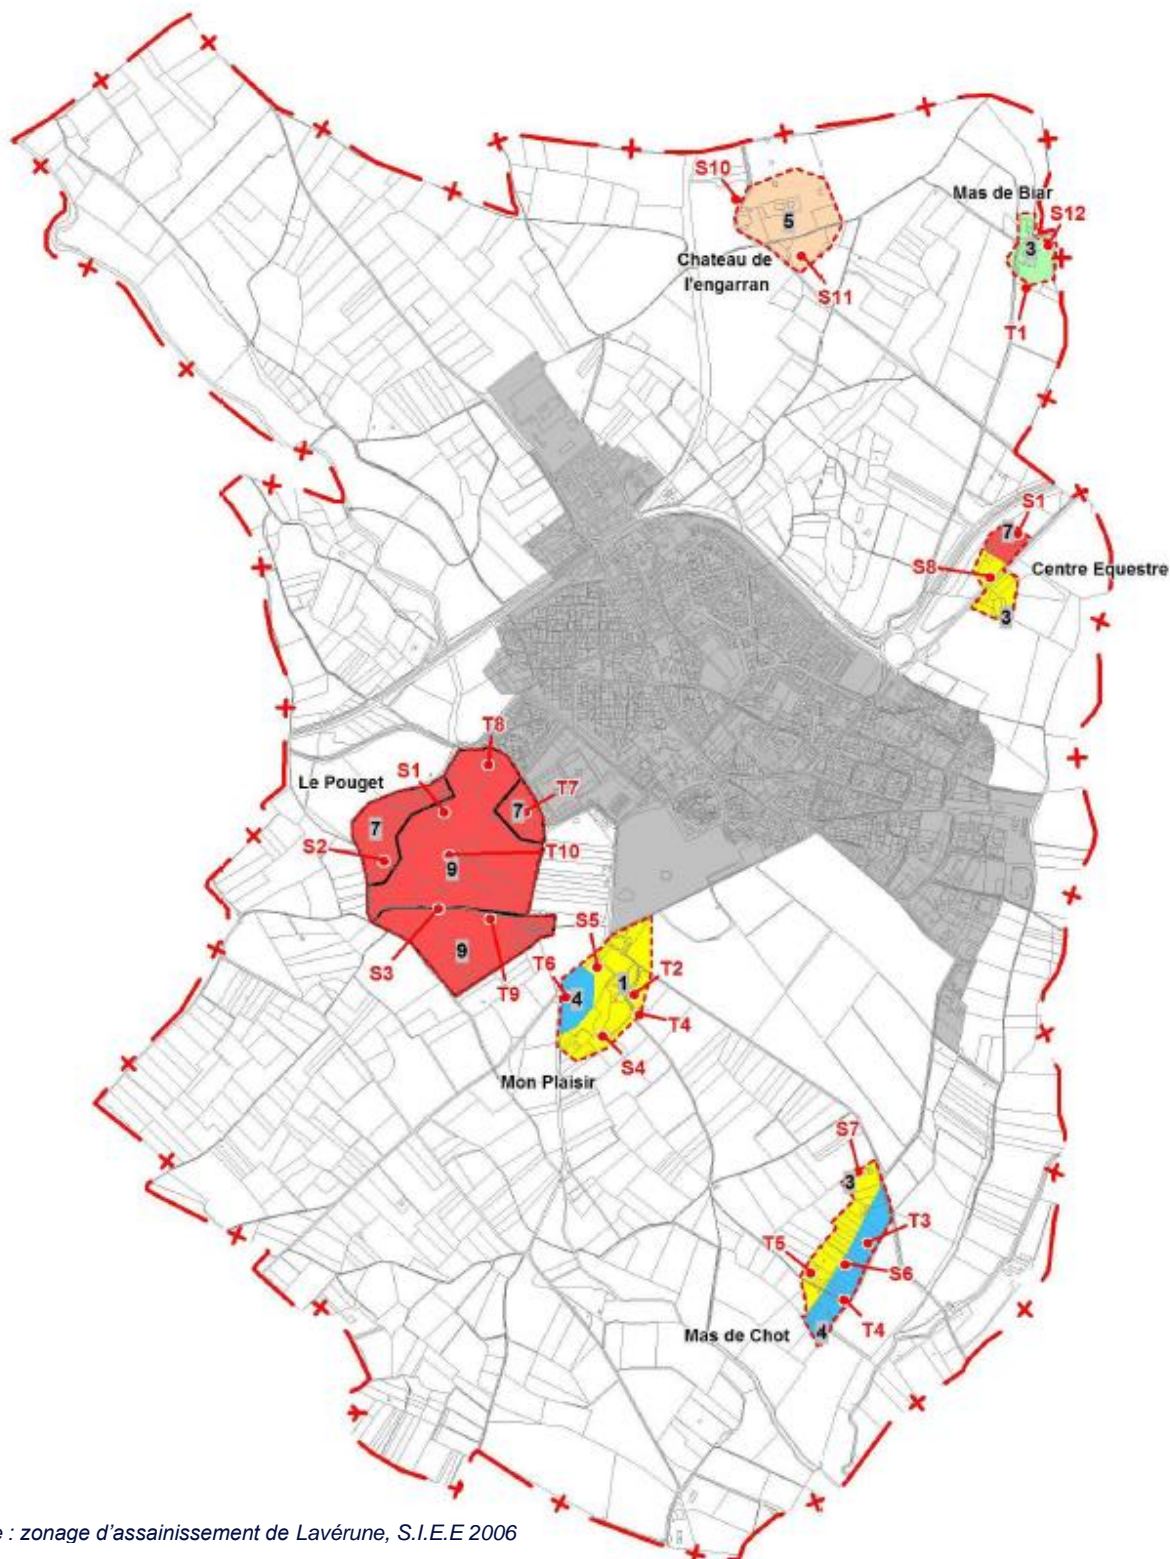 S10
Mas de Biar
S12
5
3
Chateau de
l'engarran
S11
T1
S1
7
S8
Centre Equestre
3
T8
Le Pouget
S1
T7
7
7
S2
T10
9
S3
9
T9
S5
T6
1
T2
4
T4
S4
Mon Plaisir
S7
3
T3
T5
S6
Mas de Chot
4
T4
: zonage d'assainissement de Lavérune, S.I.E.E 2006